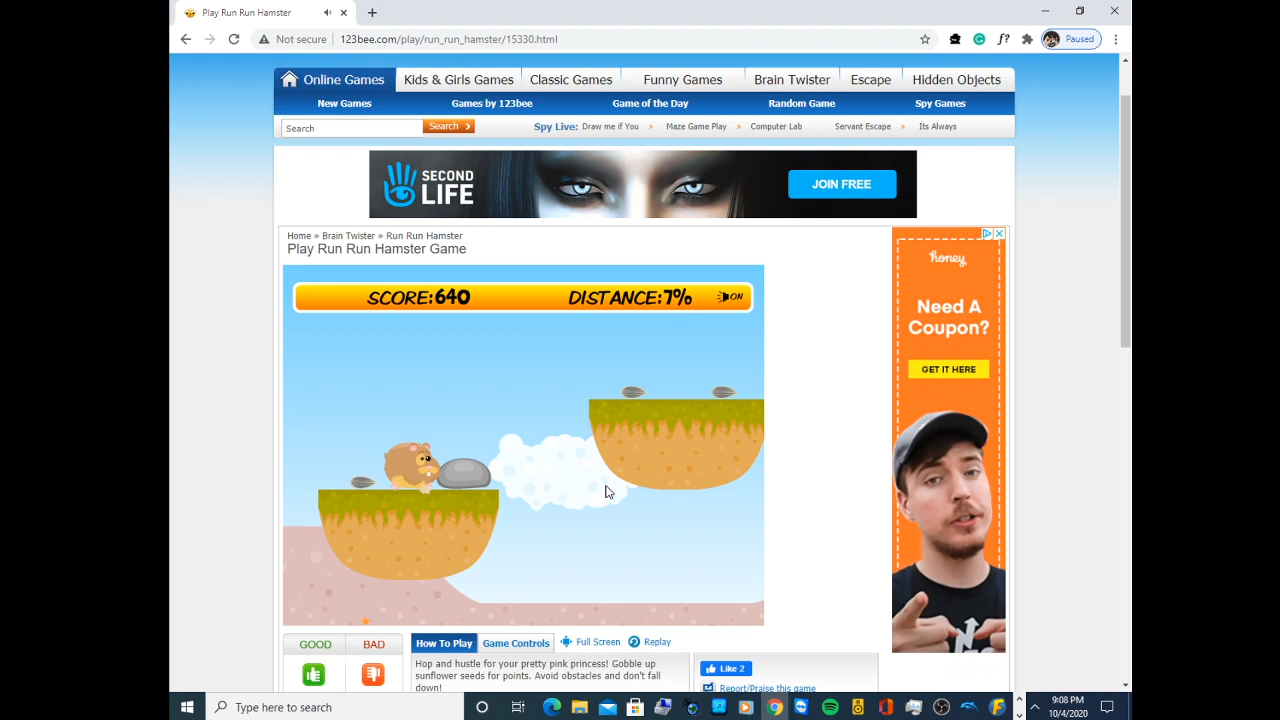 Play Run Run Hamster
Not secure
123bee.com/play/run_run_hamster/15330.html
Paused
Online Games
Kids & Girls Games
Classic Games
Funny Games
Brain Twister
Escape
Hidden Objects
New Games
Games by 123bee
Game of the Day
Random Game
Spy Games
Search
Search
Spy Live: Draw me if You » Maze Game Play » Computer Lab Servant Escape » Its Always
SECOND LIFE
JOIN FREE
Home » Brain Twister » Run Run Hamster
Play Run Run Hamster Game
honey
Need A
Coupon?
GET IT HERE
SCORE:640
DISTANCE:7%
ON
GOOD
BAD
How To Play
Game Controls
Full Screen
Replay
Hop and hustle for your pretty pink princess! Gobble up
sunflower seeds for points. Avoid obstacles and don't fall
down!
Like 2
Report/Praise this game
Type here to search
9:08 PM
10/4/2020